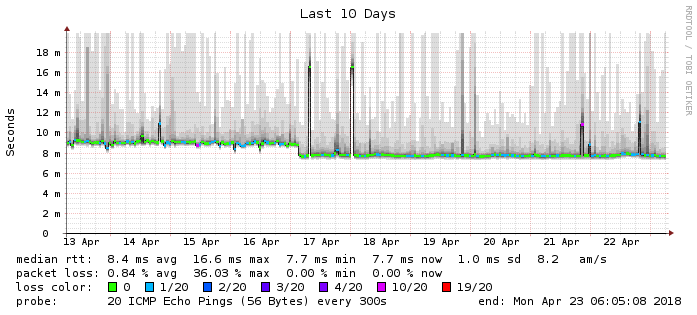 Last 10 Days
RRDTOOL / TOBI OETIKER
Seconds
18 m
16 m
14 m
12 m
10 m
8 m
6 m
4 m
2 m
0
13 Apr 14 Apr 15 Apr 16 Apr 17 Apr 18 Apr 19 Apr 20 Apr 21 Apr 22 Apr
median rtt: 8.4 ms avg 16.6 ms max 7.7 ms min 7.7 ms now 1.0 ms sd 8.2 am/s
packet loss: 0.84 % avg 36.03 % max 0.00 % min 0.00 % now
loss color: 0 1/20 2/20 3/20 4/20 10/20 19/20
probe: 20 ICMP Echo Pings (56 Bytes) every 300s end: Mon Apr 23 06:05:08 2018